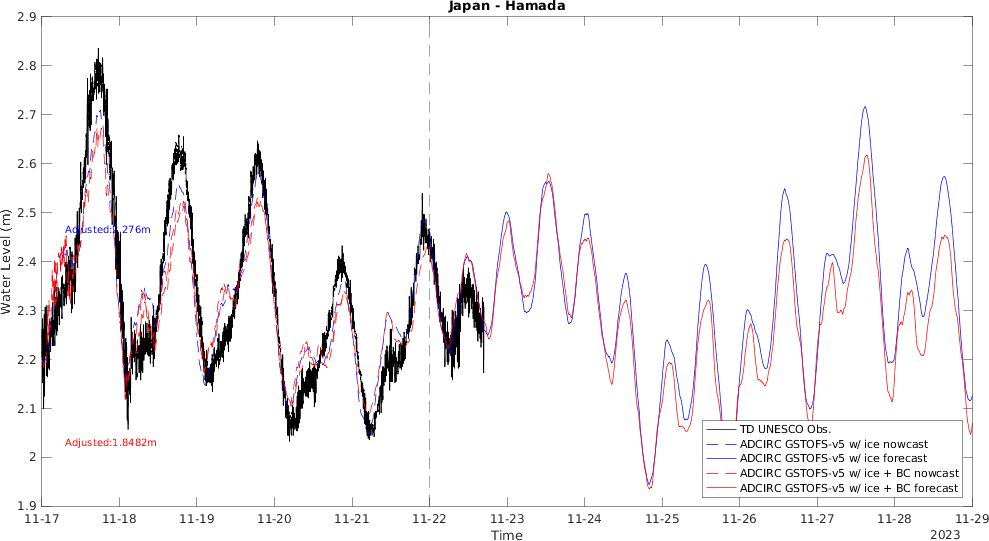 Japan - Hamada
2.9
2.8
2.7
2.6
2.5
2.4
2.3
2.2
2.1
2
1.9
Water Level (m)
Adjusted: .276m
Adjusted:1.8482m
TD UNESCO Obs.
ADCIRC GSTOFS-v5 w/ ice nowcast
ADCIRC GSTOFS-v5 w/ ice forecast
ADCIRC GSTOFS-v5 w/ ice + BC nowcast
ADCIRC GSTOFS-v5 w/ ice + BC forecast
11-17 11-18 11-19 11-20 11-21 11-22 11-23 11-24 11-25 11-26 11-27 11-28 11-29
Time
2023